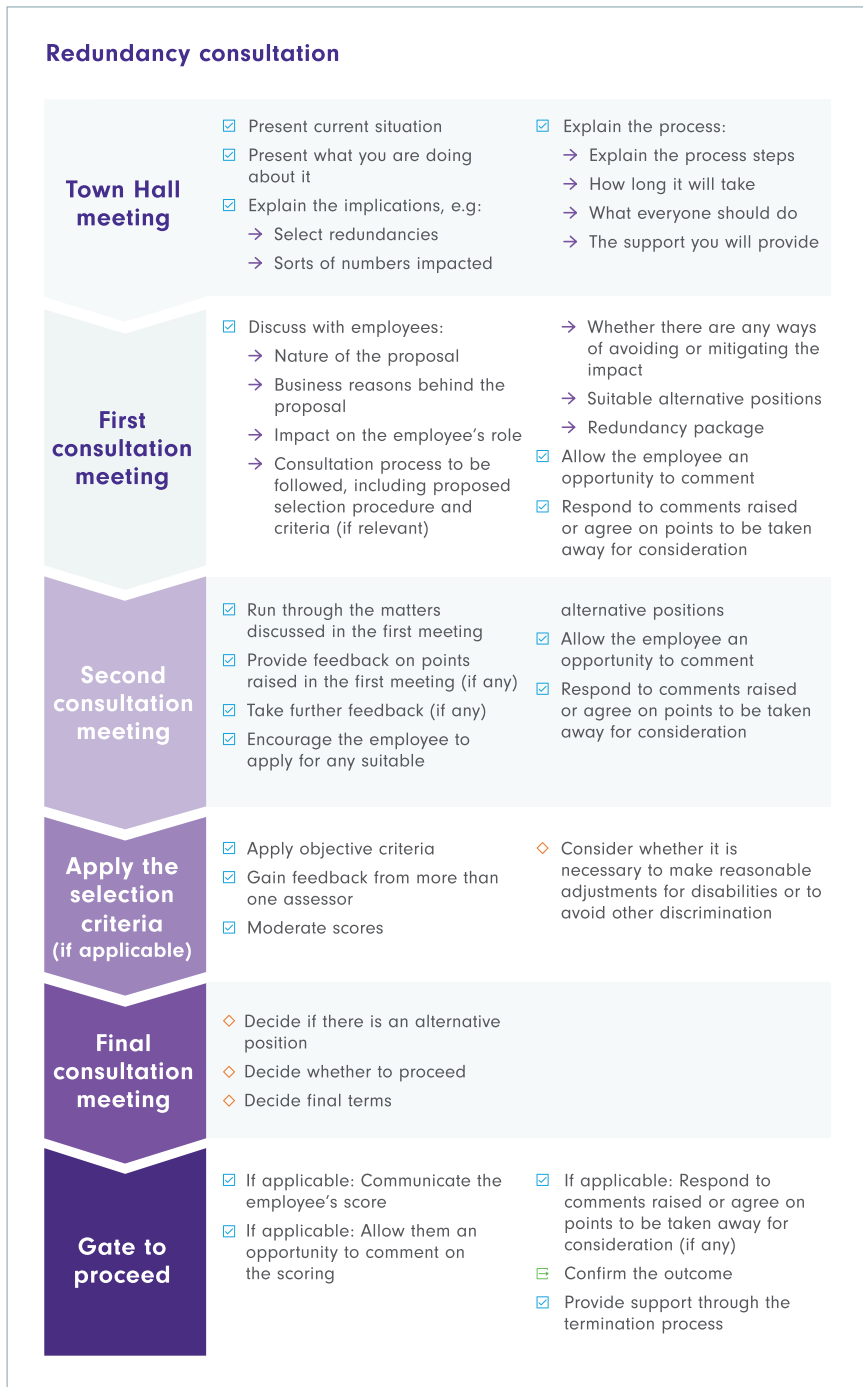 Redundancy consultation
Town Hall
meeting
Present current situation
Present what you are doing
about it
Explain the implications, e.g:
Select redundancies
Sorts of numbers impacted
Explain the process:
Explain the process steps
How long it will take
What everyone should do
The support you will provide
First
consultation
meeting
Discuss with employees:
Nature of the proposal
Business reasons behind the
proposal
Impact on the employee’s role
Consultation process to be
followed, including proposed
selection procedure and
criteria (if relevant)
Whether there are any ways
of avoiding or mitigating the
impact
Suitable alternative positions
Redundancy package
Allow the employee an
opportunity to comment
Respond to comments raised
or agree on points to be taken
away for consideration
Second
consultation
meeting
Run through the matters
discussed in the first meeting
Provide feedback on points
raised in the first meeting (if any)
Take further feedback (if any)
Encourage the employee to
apply for any suitable
alternative positions
Allow the employee an
opportunity to comment
Respond to comments raised
or agree on points to be taken
away for consideration
Apply the
selection
criteria
(if applicable)
Apply objective criteria
Gain feedback from more than
one assessor
Moderate scores
Consider whether it is
necessary to make reasonable
adjustments for disabilities or to
avoid other discrimination
Final
consultation
meeting
Decide if there is an alternative
position
Decide whether to proceed
Decide final terms
Gate to
proceed
If applicable: Communicate the
employee’s score
If applicable: Allow them an
opportunity to comment on
the scoring
If applicable: Respond to
comments raised or agree on
points to be taken away for
consideration (if any)
Confirm the outcome
Provide support through the
termination process